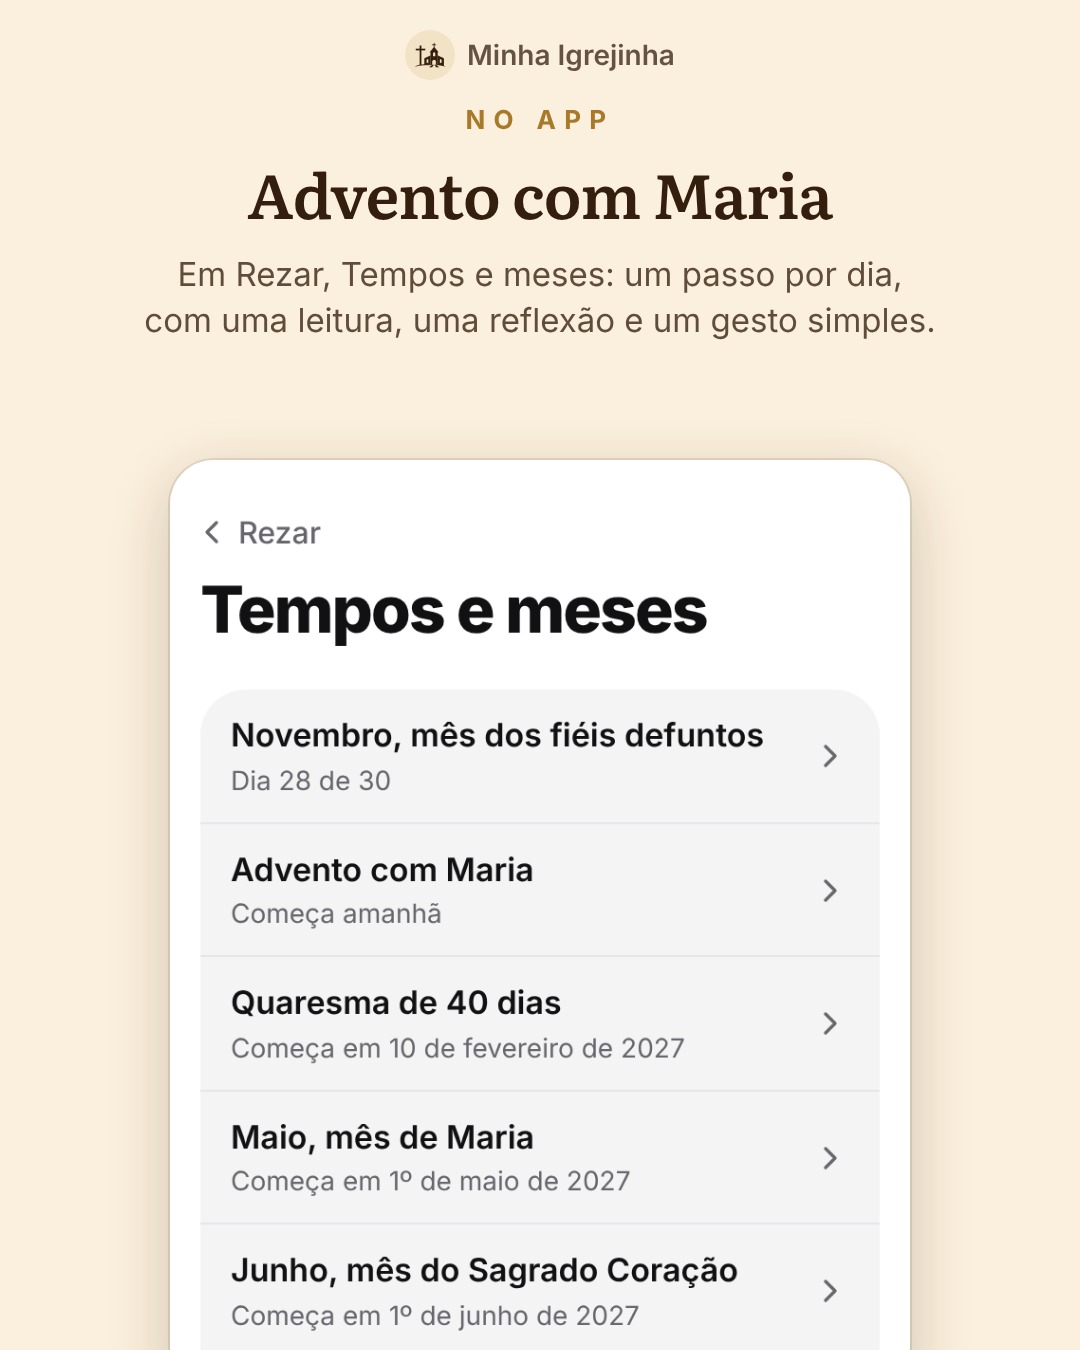 Minha Igrejinha
NO APP
Advento com Maria
Em Rezar, Tempos e meses: um passo por dia,
com uma leitura, uma reflexão e um gesto simples.
Rezar
Tempos e meses
Novembro, mês dos fiéis defuntos
Dia 28 de 30
Advento com Maria
Começa amanhã
Quaresma de 40 dias
Começa em 10 de fevereiro de 2027
Maio, mês de Maria
Começa em 1º de maio de 2027
Junho, mês do Sagrado Coração
Começa em 1º de junho de 2027